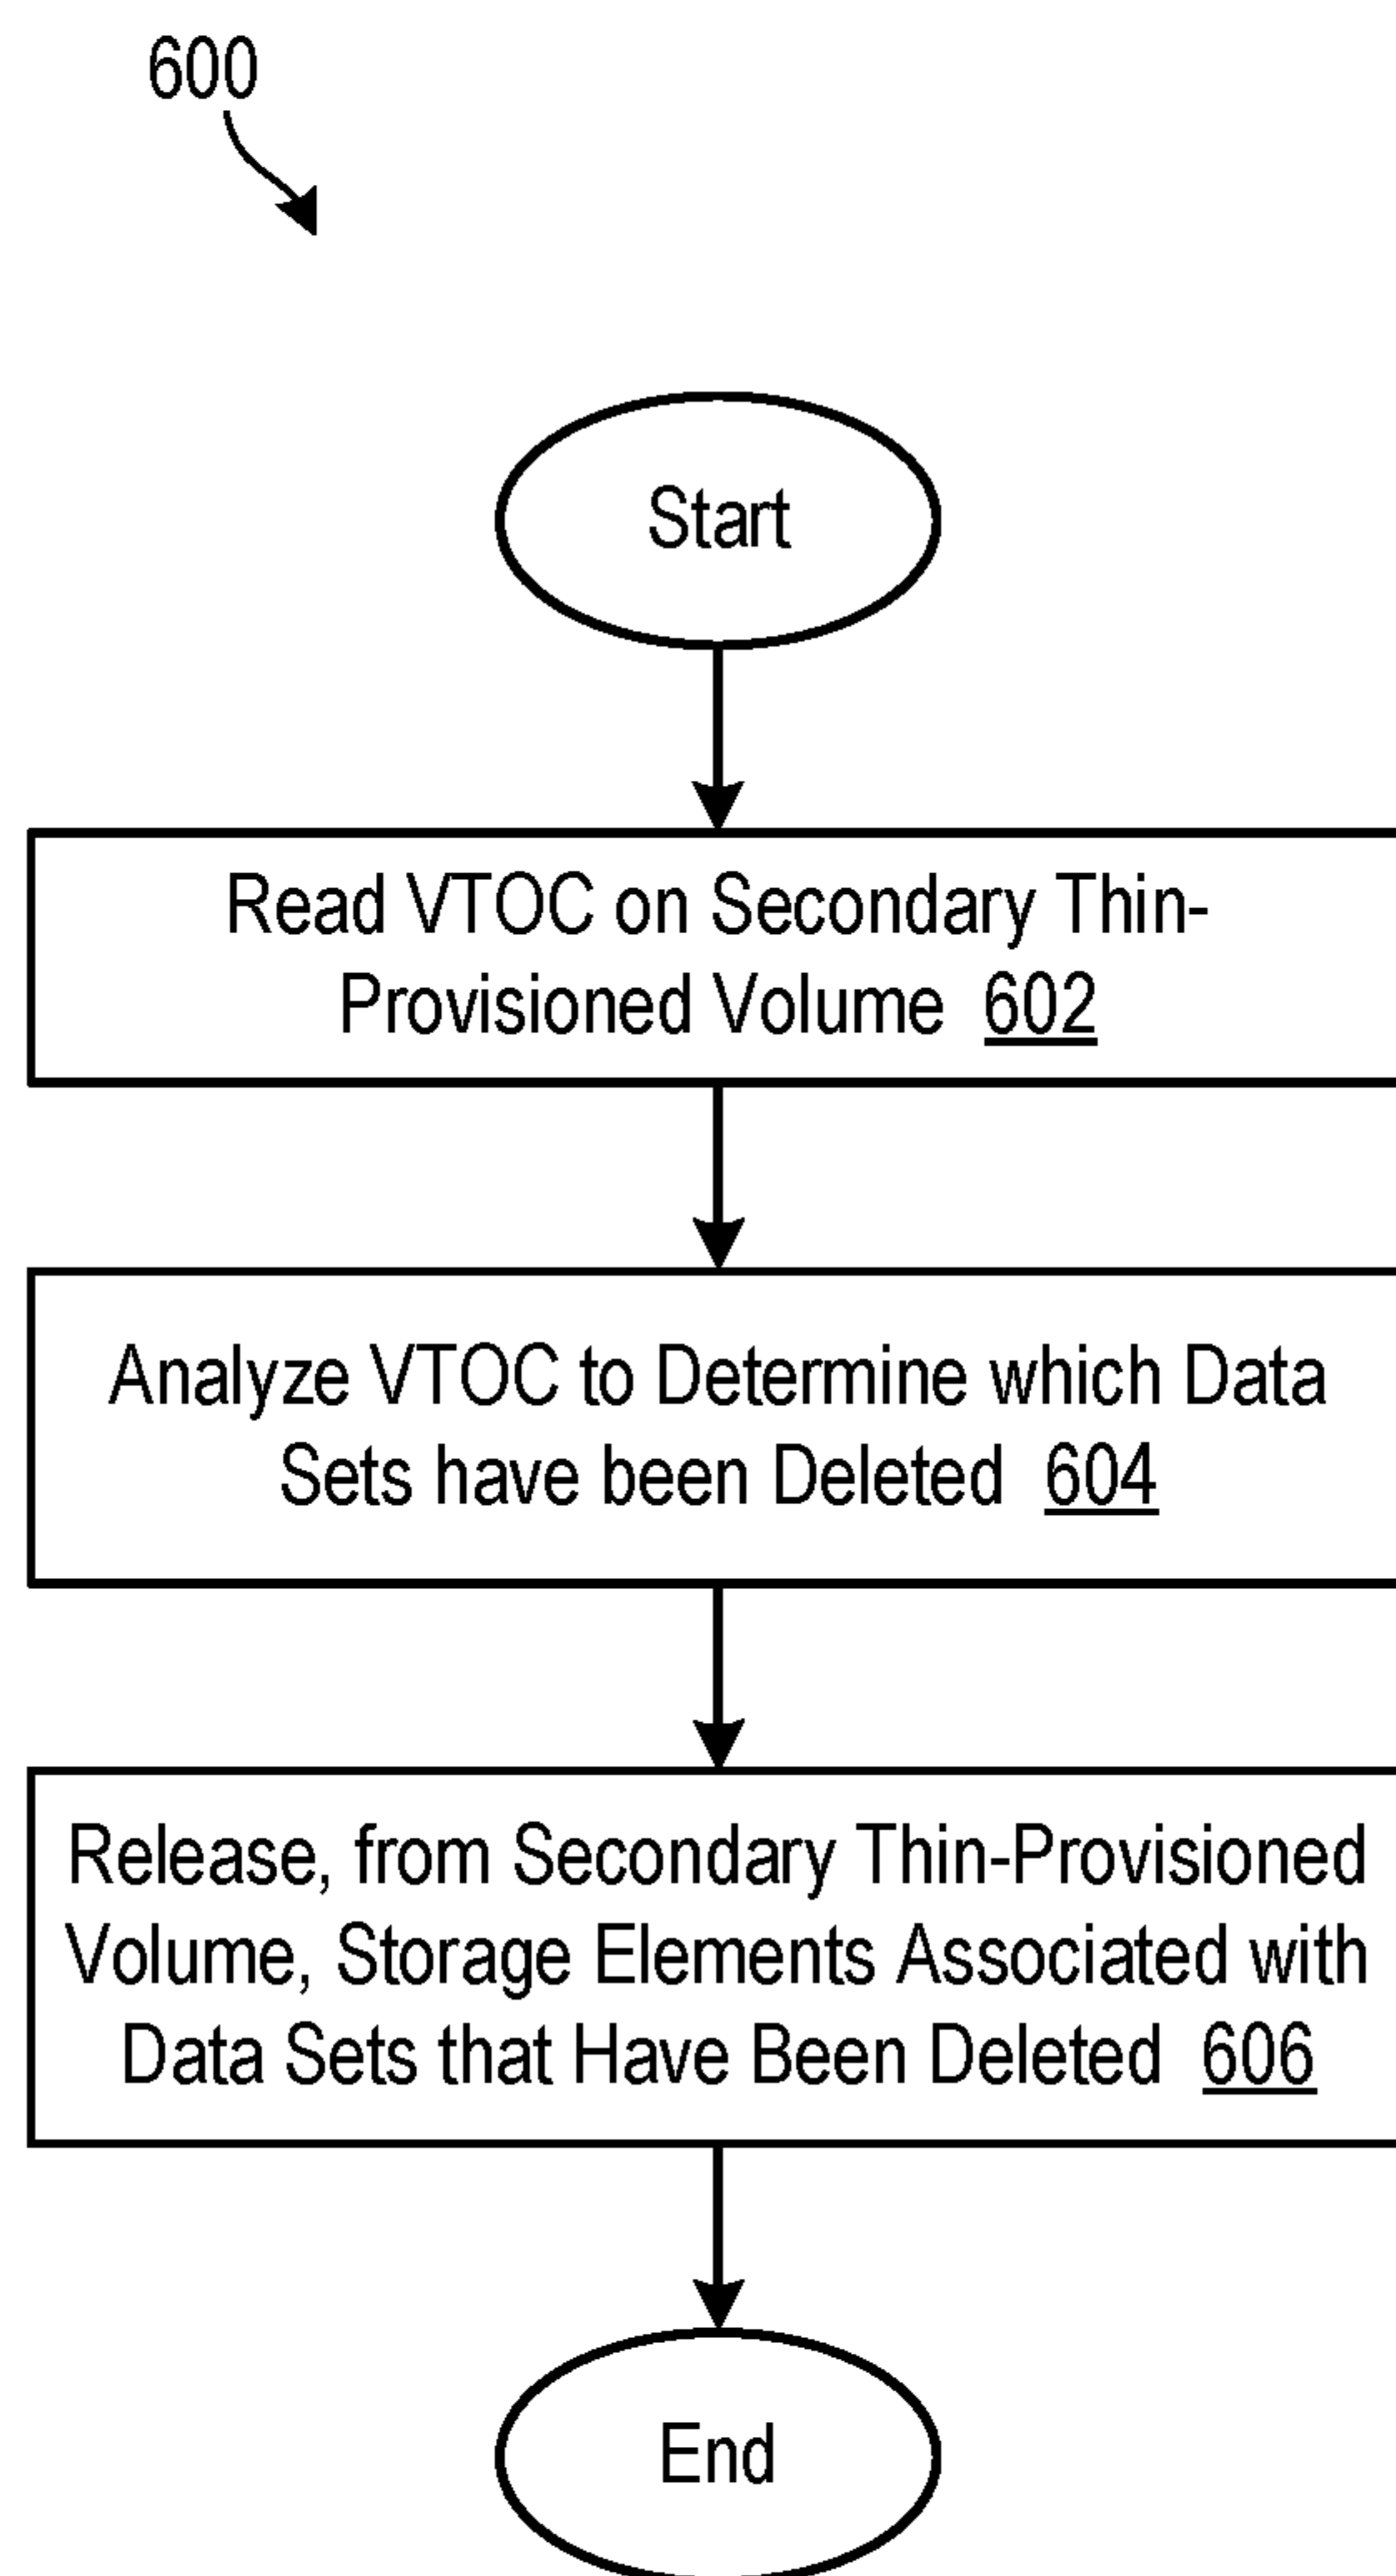 600
Start
Read VTOC on Secondary Thin-
Provisioned Volume 602
Analyze VTOC to Determine which Data
Sets have been Deleted 604
Release, from Secondary Thin-Provisioned
Volume, Storage Elements Associated with
Data Sets that Have Been Deleted 606
End